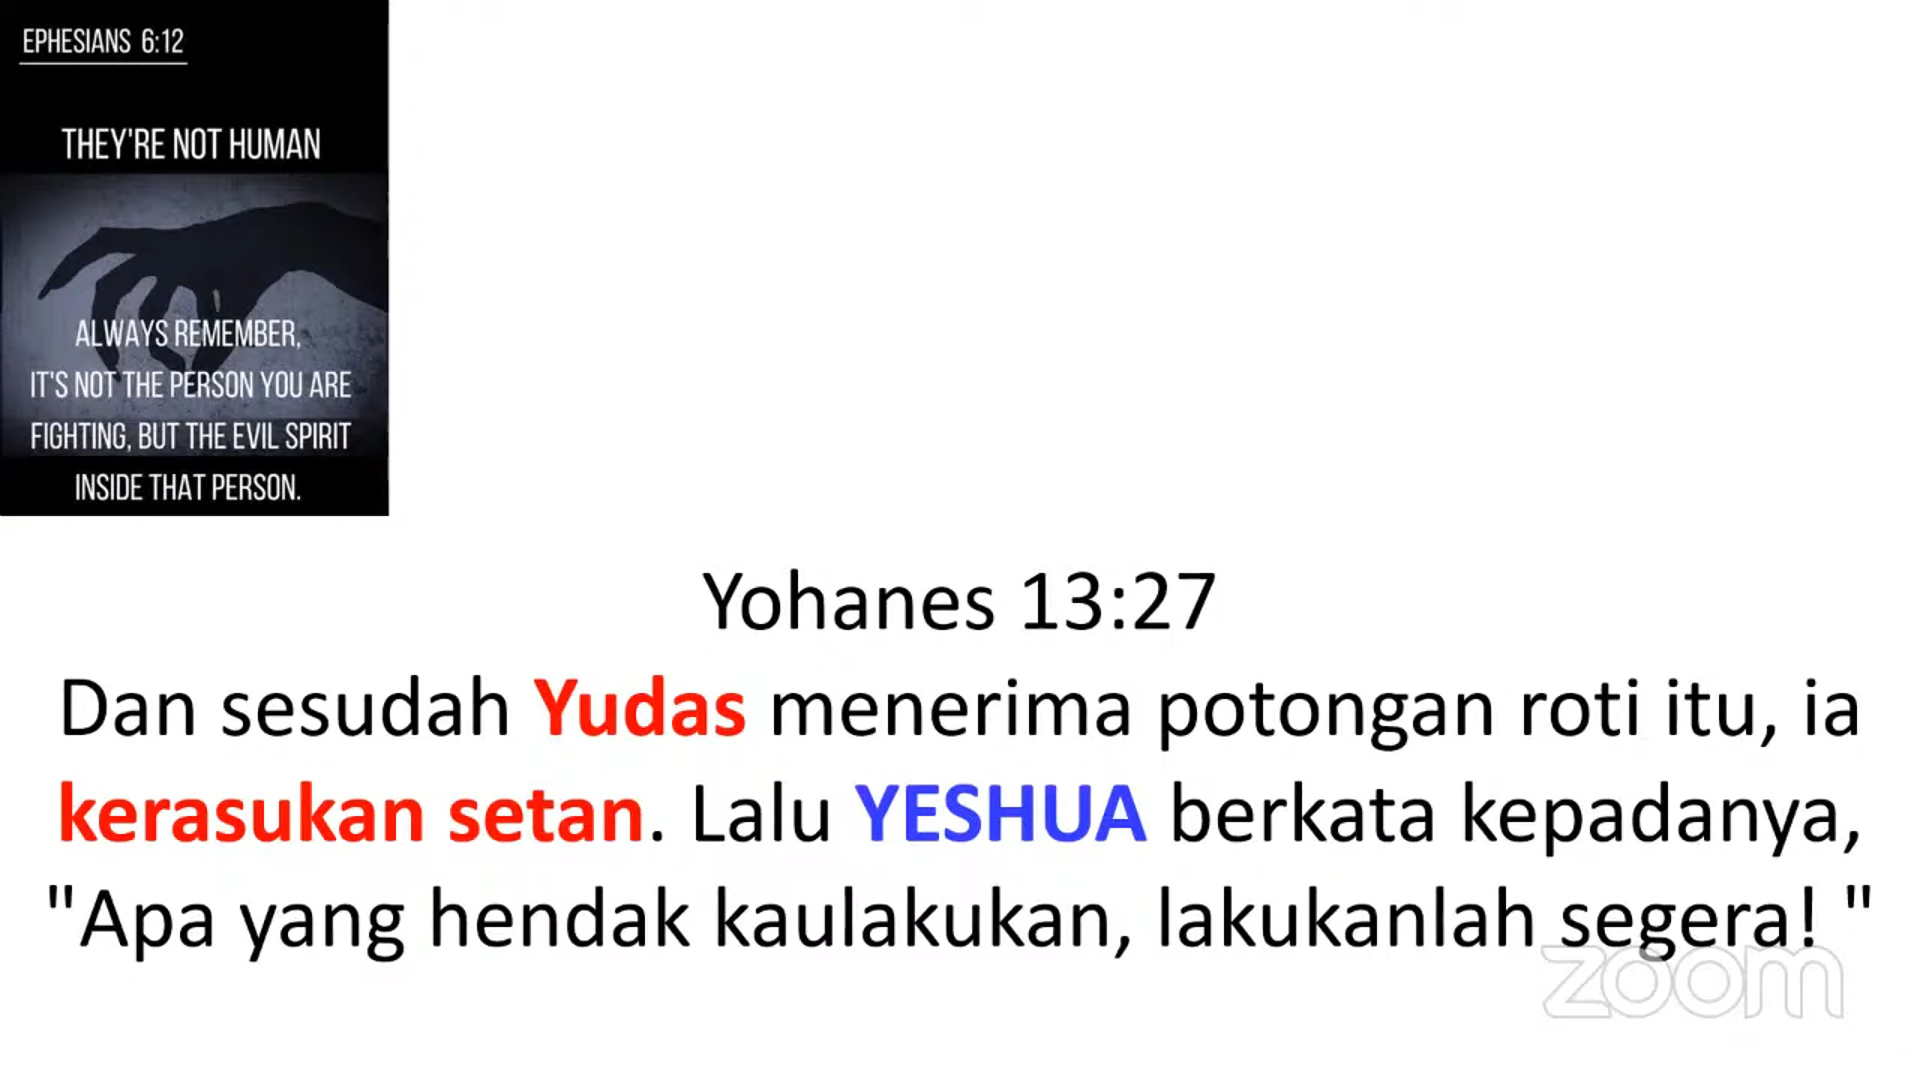 EPHESIANS 6:12
THEY'RE NOT HUMAN
ALWAYS REMEMBER,
IT'S NOT THE PERSON YOU ARE
FIGHTING, BUT THE EVIL SPIRIT
INSIDE THAT PERSON.
Yohanes 13:27
Dan sesudah Yudas menerima potongan roti itu, ia
kerasukan setan. Lalu YESHUA berkata kepadanya,
"Apa yang hendak kaulakukan, lakukanlah segera! "
zoom